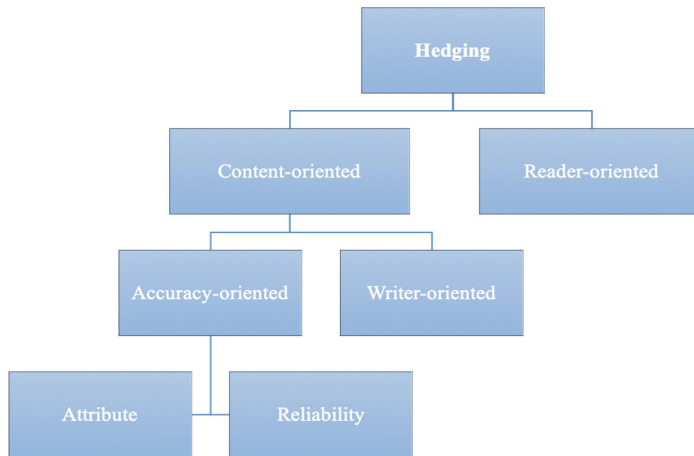 Hedging
Content-oriented
Reader-oriented
Accuracy-oriented
Writer-oriented
Attribute
Reliability